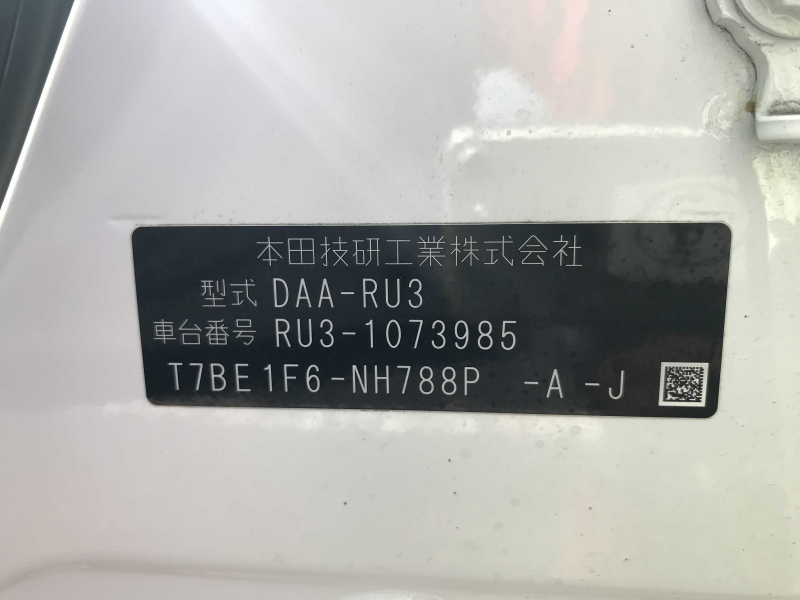 本田技研工業株式会社
型式 DAA-RU3
車台番号 RU3-1073985
T7BE1F6-NH788P -A -J